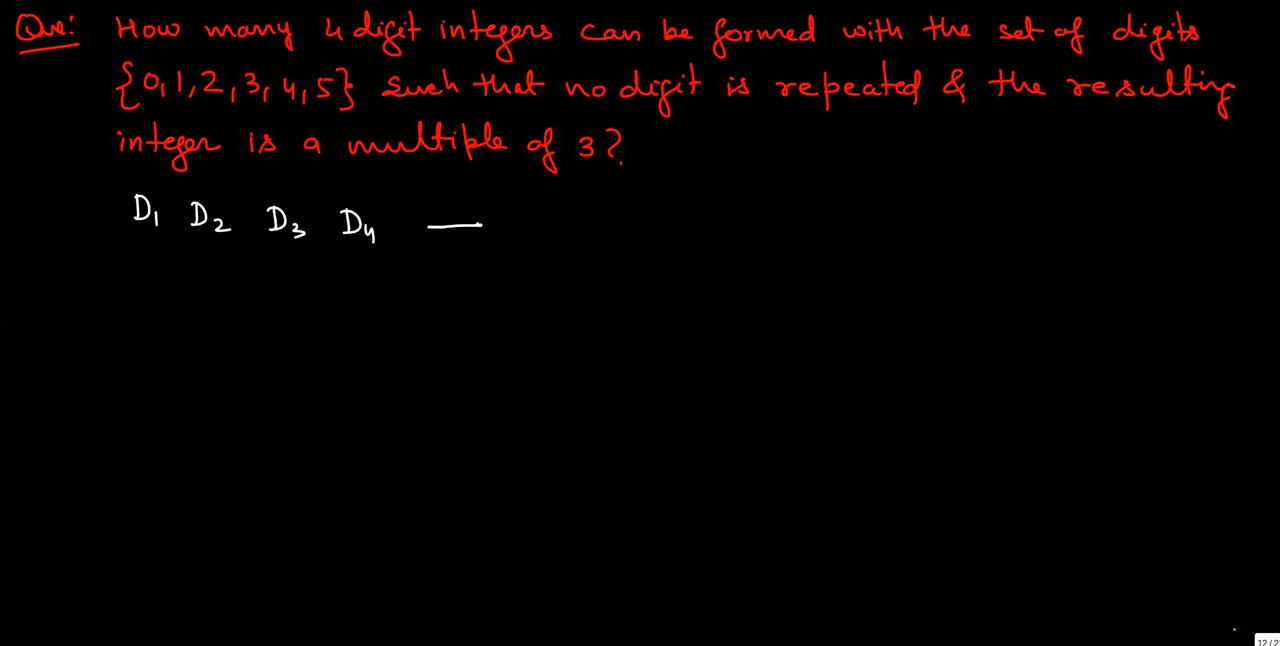 Que: How many 4 digit integers can be formed with the set of digits
{0,1,2,3,4,5} such that no digit is repeated & the resulting
integer is a multiple of 3?
D₁ D₂ D₃ D₄ —